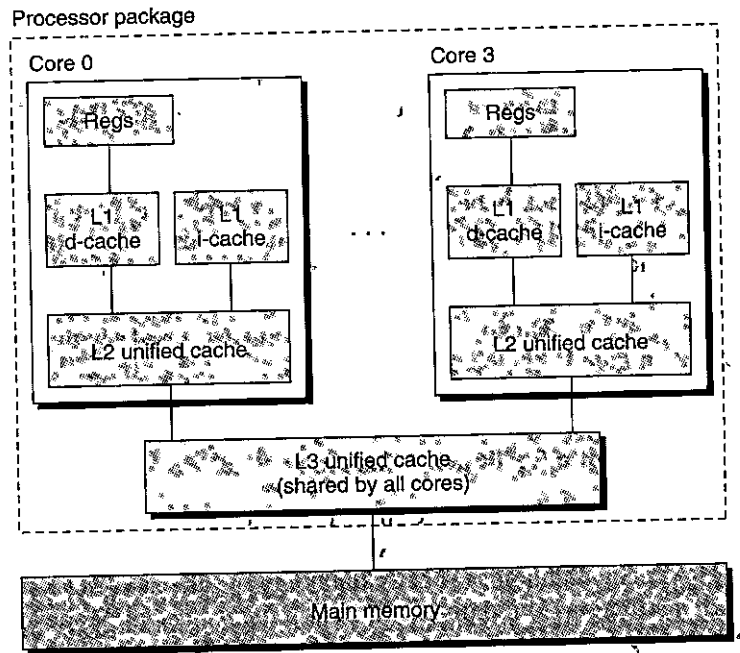 Processor package
Core 0
Core 3
Regs
Regs
L1
d-cache
L1
i-cache
. . .
L1
d-cache
L1
i-cache
L2 unified cache
L2 unified cache
L3 unified cache
(shared by all cores)
Main memory